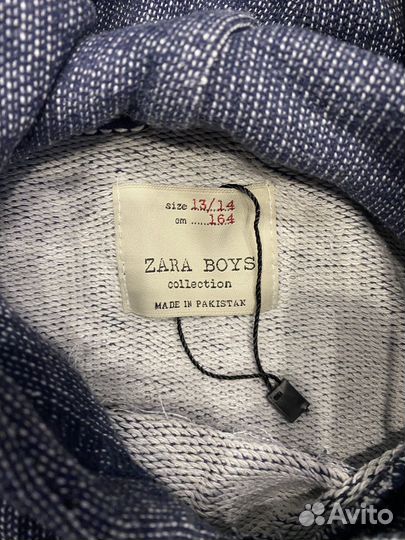 size 13/14
cm ......164
ZARA BOYS
collection
MADE IN PAKISTAN
Avito